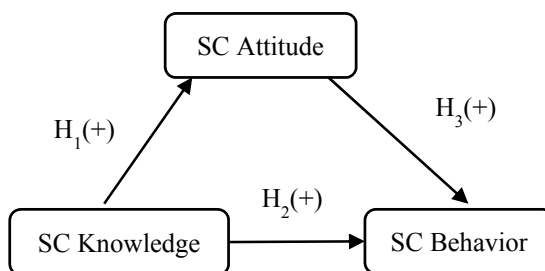 SC Attitude
H1(+)
H3(+)
H2(+)
SC Knowledge
SC Behavior